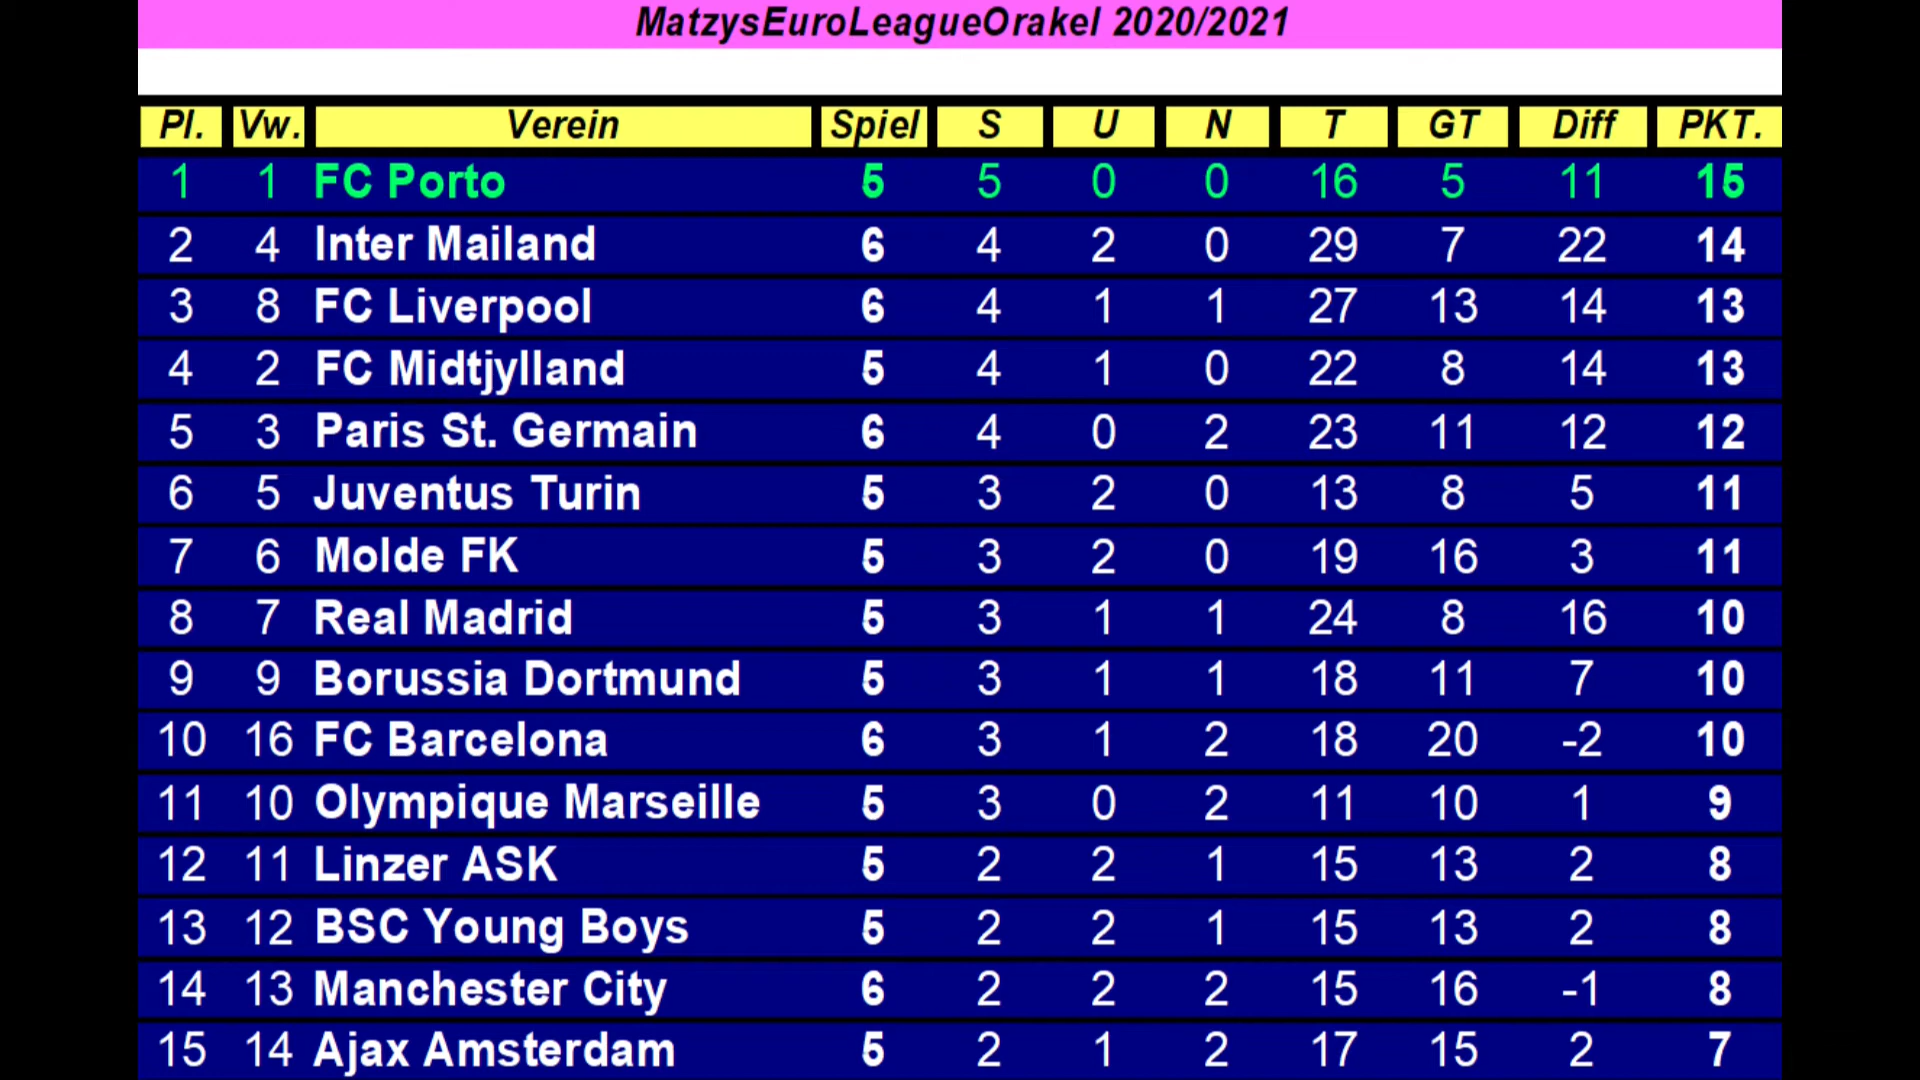 MatzysEuroLeagueOrakel 2020/2021
Pl. Vw. Verein Spiel S U N T GT Diff PKT.
1 1 FC Porto 5 5 0 0 16 5 11 15
2 4 Inter Mailand 6 4 2 0 29 7 22 14
3 8 FC Liverpool 6 4 1 1 27 13 14 13
4 2 FC Midtjylland 5 4 1 0 22 8 14 13
5 3 Paris St. Germain 6 4 0 2 23 11 12 12
6 5 Juventus Turin 5 3 2 0 13 8 5 11
7 6 Molde FK 5 3 2 0 19 16 3 11
8 7 Real Madrid 5 3 1 1 24 8 16 10
9 9 Borussia Dortmund 5 3 1 1 18 11 7 10
10 16 FC Barcelona 6 3 1 2 18 20 -2 10
11 10 Olympique Marseille 5 3 0 2 11 10 1 9
12 11 Linzer ASK 5 2 2 1 15 13 2 8
13 12 BSC Young Boys 5 2 2 1 15 13 2 8
14 13 Manchester City 6 2 2 2 15 16 -1 8
15 14 Ajax Amsterdam 5 2 1 2 17 15 2 7